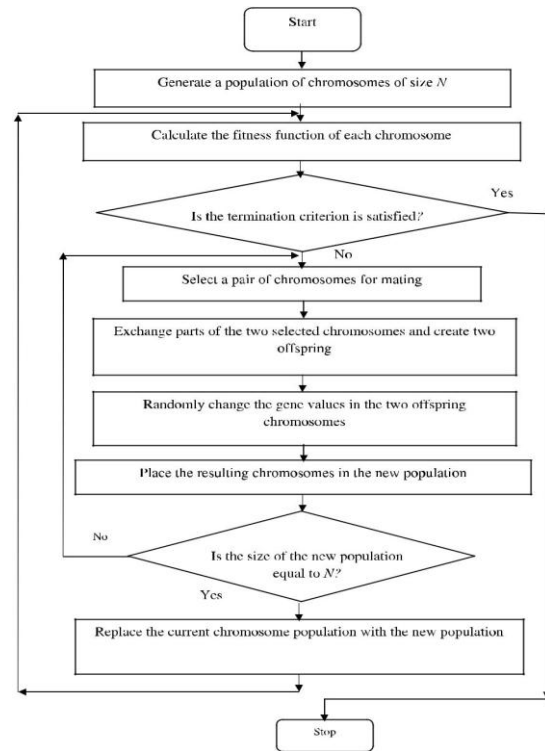 Start
Generate a population of chromosomes of size N
Calculate the fitness function of each chromosome
Yes
Is the termination criterion is satisfied?
No
Select a pair of chromosomes for mating
Exchange parts of the two selected chromosomes and create two
offspring
Randomly change the gene values in the two offspring
chromosomes
Place the resulting chromosomes in the new population
No
Is the size of the new population
equal to N?
Yes
Replace the current chromosome population with the new population
Stop